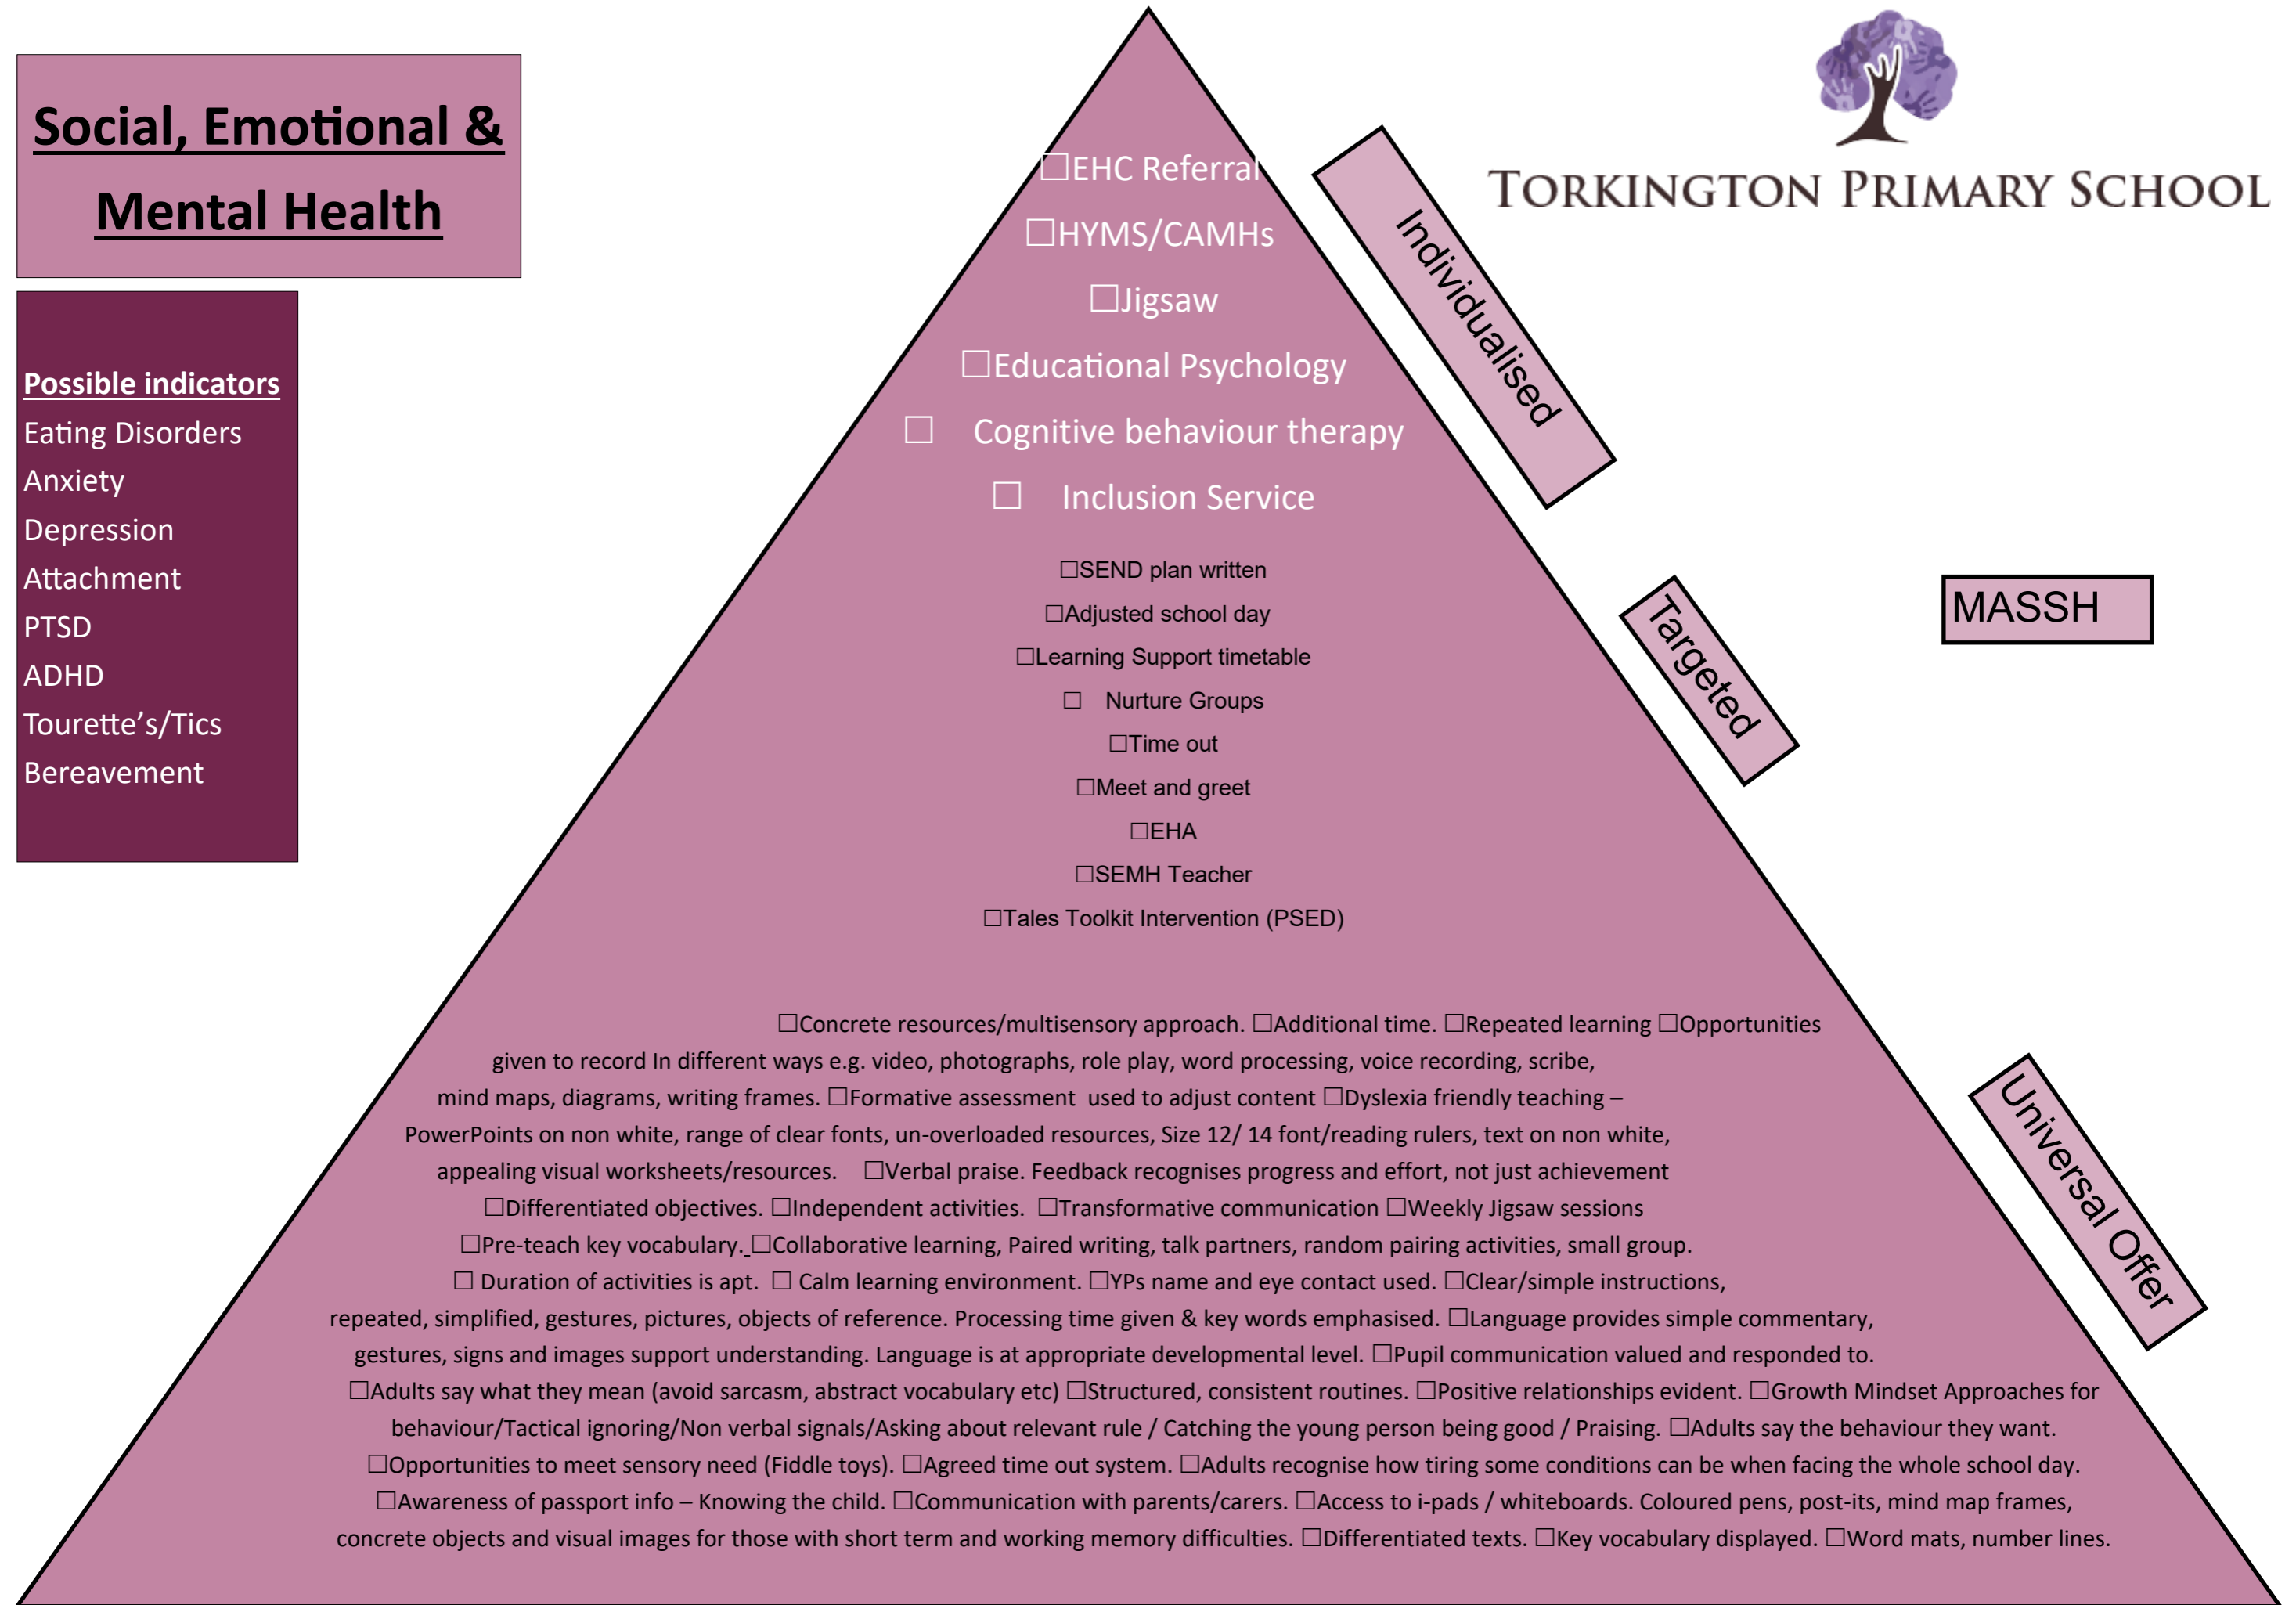 Social, Emotional &
Mental Health
TORKINGTON PRIMARY SCHOOL
Possible indicators
Eating Disorders
Anxiety
Depression
Attachment
PTSD
ADHD
Tourette’s/Tics
Bereavement
☐EHC Referral
☐HYMS/CAMHs
☐Jigsaw
☐Educational Psychology
☐ Cognitive behaviour therapy
☐ Inclusion Service
Individualised
☐SEND plan written
☐Adjusted school day
☐Learning Support timetable
☐ Nurture Groups
☐Time out
☐Meet and greet
☐EHA
☐SEMH Teacher
☐Tales Toolkit Intervention (PSED)
Targeted
MASSH
☐Concrete resources/multisensory approach. ☐Additional time. ☐Repeated learning ☐Opportunities
given to record In different ways e.g. video, photographs, role play, word processing, voice recording, scribe,
mind maps, diagrams, writing frames. ☐Formative assessment used to adjust content ☐Dyslexia friendly teaching –
PowerPoints on non white, range of clear fonts, un-overloaded resources, Size 12/ 14 font/reading rulers, text on non white,
appealing visual worksheets/resources. ☐Verbal praise. Feedback recognises progress and effort, not just achievement
☐Differentiated objectives. ☐Independent activities. ☐Transformative communication ☐Weekly Jigsaw sessions
☐Pre-teach key vocabulary. ☐Collaborative learning, Paired writing, talk partners, random pairing activities, small group.
☐ Duration of activities is apt. ☐ Calm learning environment. ☐YPs name and eye contact used. ☐Clear/simple instructions,
repeated, simplified, gestures, pictures, objects of reference. Processing time given & key words emphasised. ☐Language provides simple commentary,
gestures, signs and images support understanding. Language is at appropriate developmental level. ☐Pupil communication valued and responded to.
☐Adults say what they mean (avoid sarcasm, abstract vocabulary etc) ☐Structured, consistent routines. ☐Positive relationships evident. ☐Growth Mindset Approaches for
behaviour/Tactical ignoring/Non verbal signals/Asking about relevant rule / Catching the young person being good / Praising. ☐Adults say the behaviour they want.
☐Opportunities to meet sensory need (Fiddle toys). ☐Agreed time out system. ☐Adults recognise how tiring some conditions can be when facing the whole school day.
☐Awareness of passport info – Knowing the child. ☐Communication with parents/carers. ☐Access to i-pads / whiteboards. Coloured pens, post-its, mind map frames,
concrete objects and visual images for those with short term and working memory difficulties. ☐Differentiated texts. ☐Key vocabulary displayed. ☐Word mats, number lines.
Universal Offer